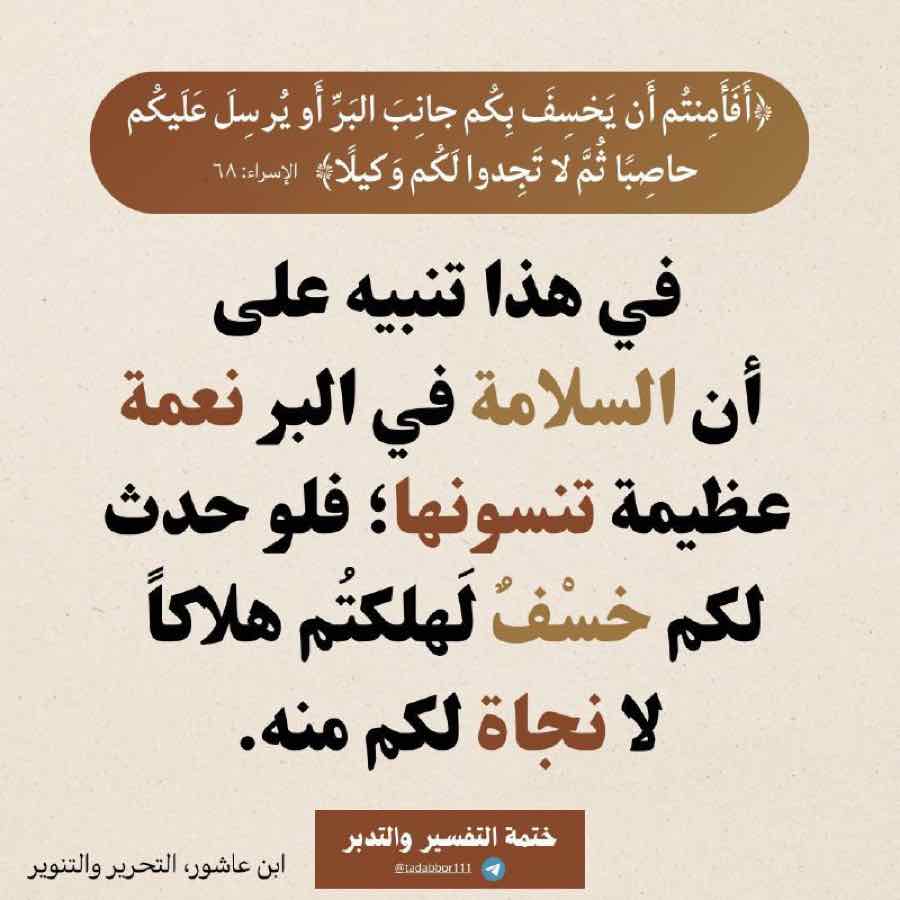 ﴿أَفَأَمِنتُم أَن يَخسِفَ بِكُم جانِبَ البَرِّ أَو يُرسِلَ عَلَيكُم
حاصِبًا ثُمَّ لا تَجِدوا لَكُم وَكيلًا﴾ الإسراء: ٦٨
في هذا تنبيه على
أن السلامة في البر نعمة
عظيمة تنسونها؛ فلو حدث
لكم خسْفٌ لَهلكتُم هلاكاً
لا نجاة لكم منه.
ختمة التفسير والتدبر
@tadabbor111
ابن عاشور، التحرير والتنوير